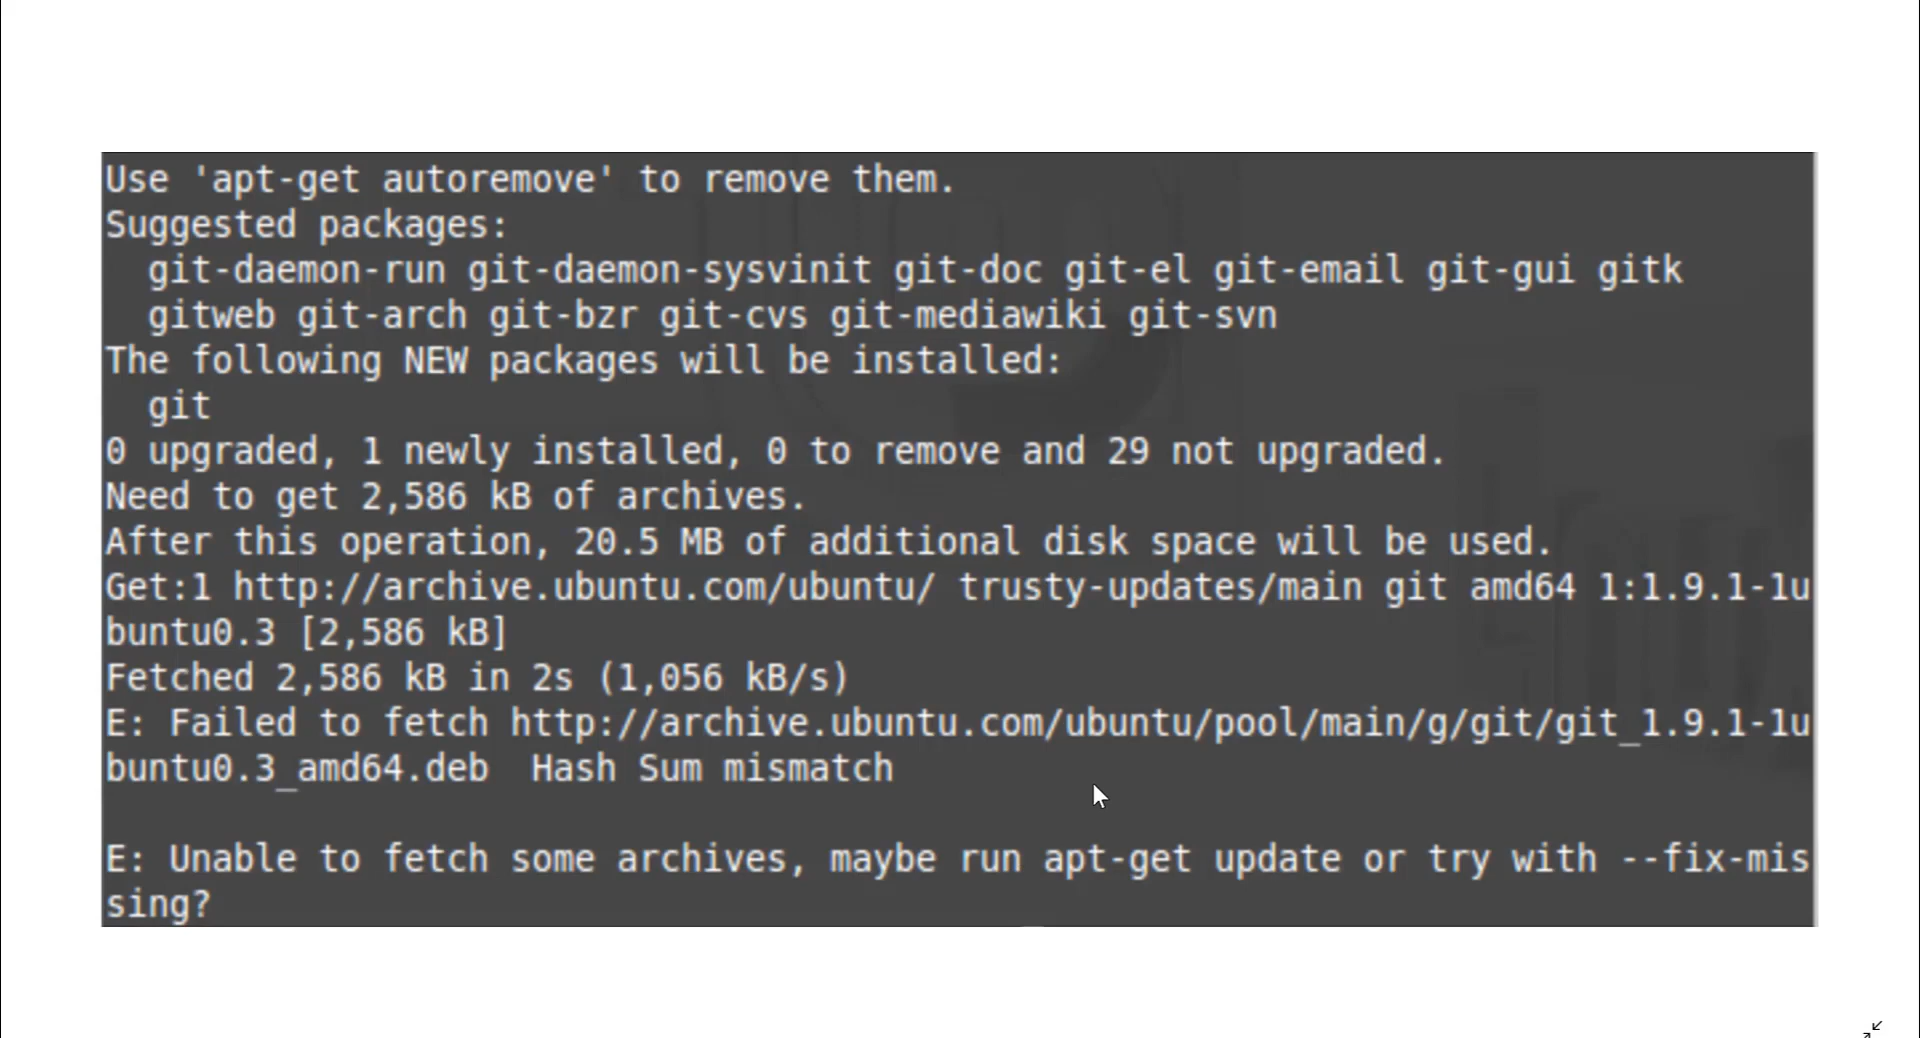 Use 'apt-get autoremove' to remove them.
Suggested packages:
  git-daemon-run git-daemon-sysvinit git-doc git-el git-email git-gui gitk
  gitweb git-arch git-bzr git-cvs git-mediawiki git-svn
The following NEW packages will be installed:
  git
0 upgraded, 1 newly installed, 0 to remove and 29 not upgraded.
Need to get 2,586 kB of archives.
After this operation, 20.5 MB of additional disk space will be used.
Get:1 http://archive.ubuntu.com/ubuntu/ trusty-updates/main git amd64 1:1.9.1-1u
buntu0.3 [2,586 kB]
Fetched 2,586 kB in 2s (1,056 kB/s)
E: Failed to fetch http://archive.ubuntu.com/ubuntu/pool/main/g/git/git_1.9.1-1u
buntu0.3_amd64.deb  Hash Sum mismatch

E: Unable to fetch some archives, maybe run apt-get update or try with --fix-mis
sing?